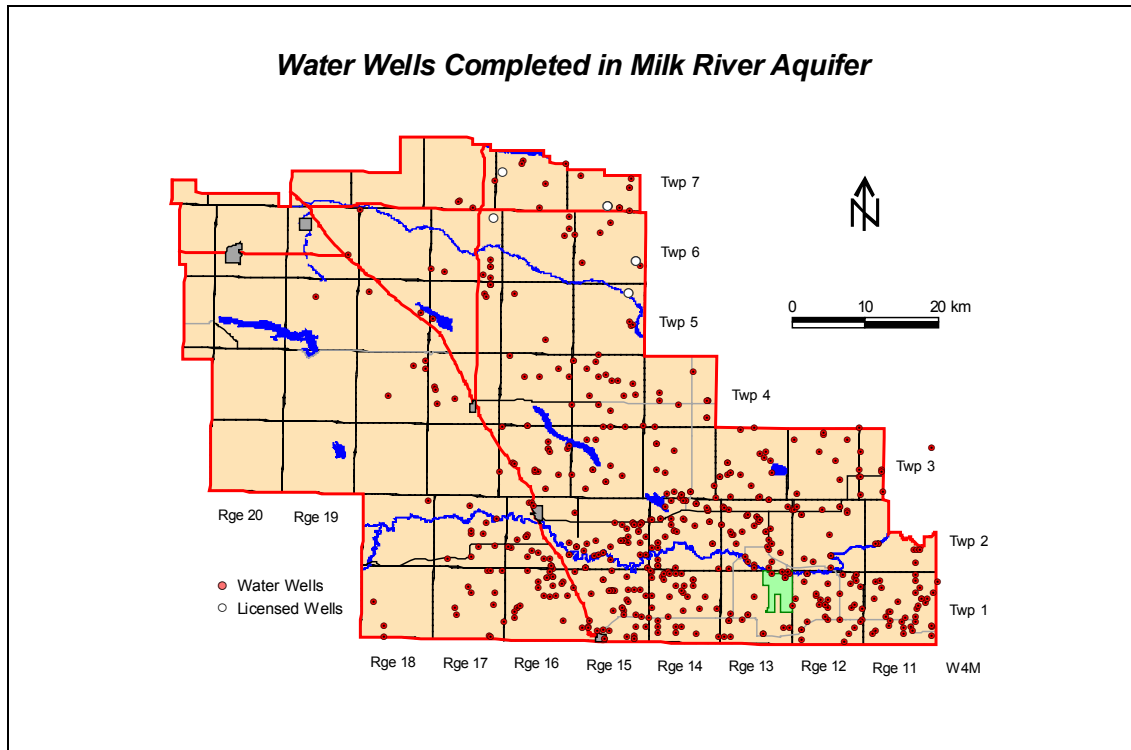 Water Wells Completed in Milk River Aquifer
Twp 7
Twp 6
0 10 20 km
Twp 5
Twp 4
Twp 3
Rge 20 Rge 19
Twp 2
Water Wells
Licensed Wells
Twp 1
Rge 18 Rge 17 Rge 16 Rge 15 Rge 14 Rge 13 Rge 12 Rge 11 W4M
N